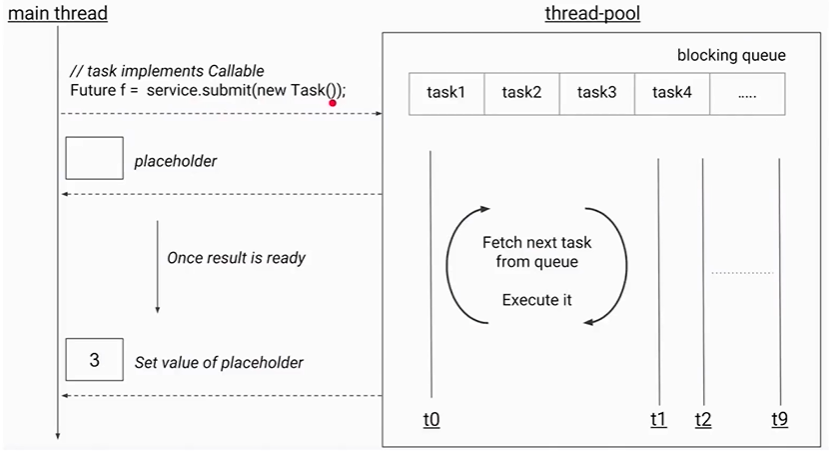 main thread
thread-pool
// task implements Callable
Future f =  service.submit(new Task());
blocking queue
task1
task2
task3
task4
.....
placeholder
Once result is ready
Fetch next task
from queue
Execute it
3
Set value of placeholder
t0
t1
t2
t9